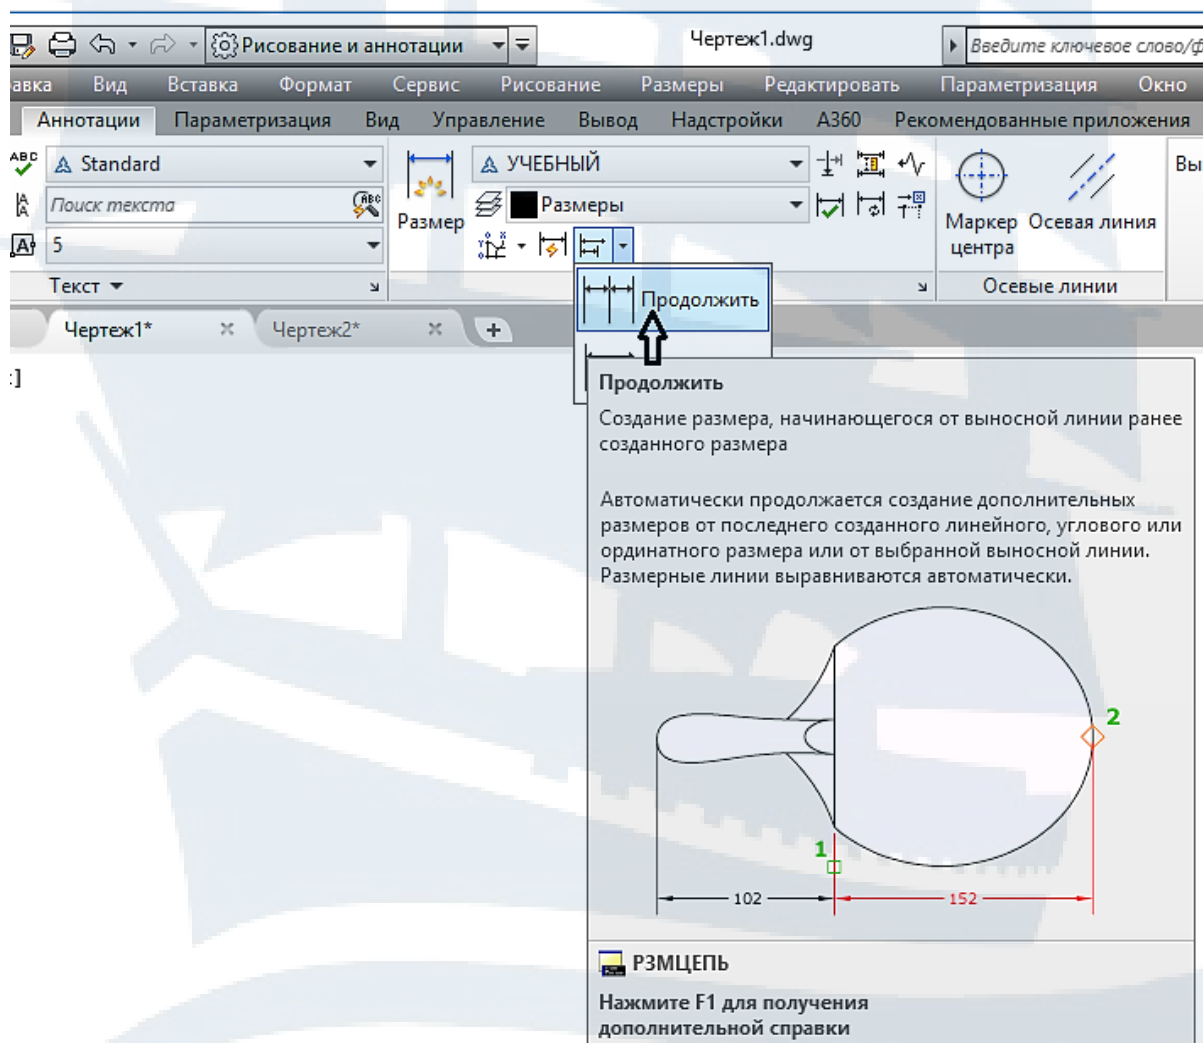 Рисование и аннотации
Чертеж1.dwg
Введите ключевое слово/ф
авка Вид Вставка Формат Сервис Рисование Размеры Редактировать Параметризация Окно
Аннотации Параметризация Вид Управление Вывод Надстройки A360 Рекомендованные приложения
ABC
Standard
УЧЕБНЫЙ
Вы
Поиск текста
ABC
Размер
Размеры
Маркер центра
Осевая линия
A
5
Текст
Осевые линии
Чертеж1*
Чертеж2*
Продолжить
:]
Продолжить
Создание размера, начинающегося от выносной линии ранее
созданного размера
Автоматически продолжается создание дополнительных
размеров от последнего созданного линейного, углового или
ординатного размера или от выбранной выносной линии.
Размерные линии выравниваются автоматически.
2
1
102
152
РЗМЦЕПЬ
Нажмите F1 для получения
дополнительной справки